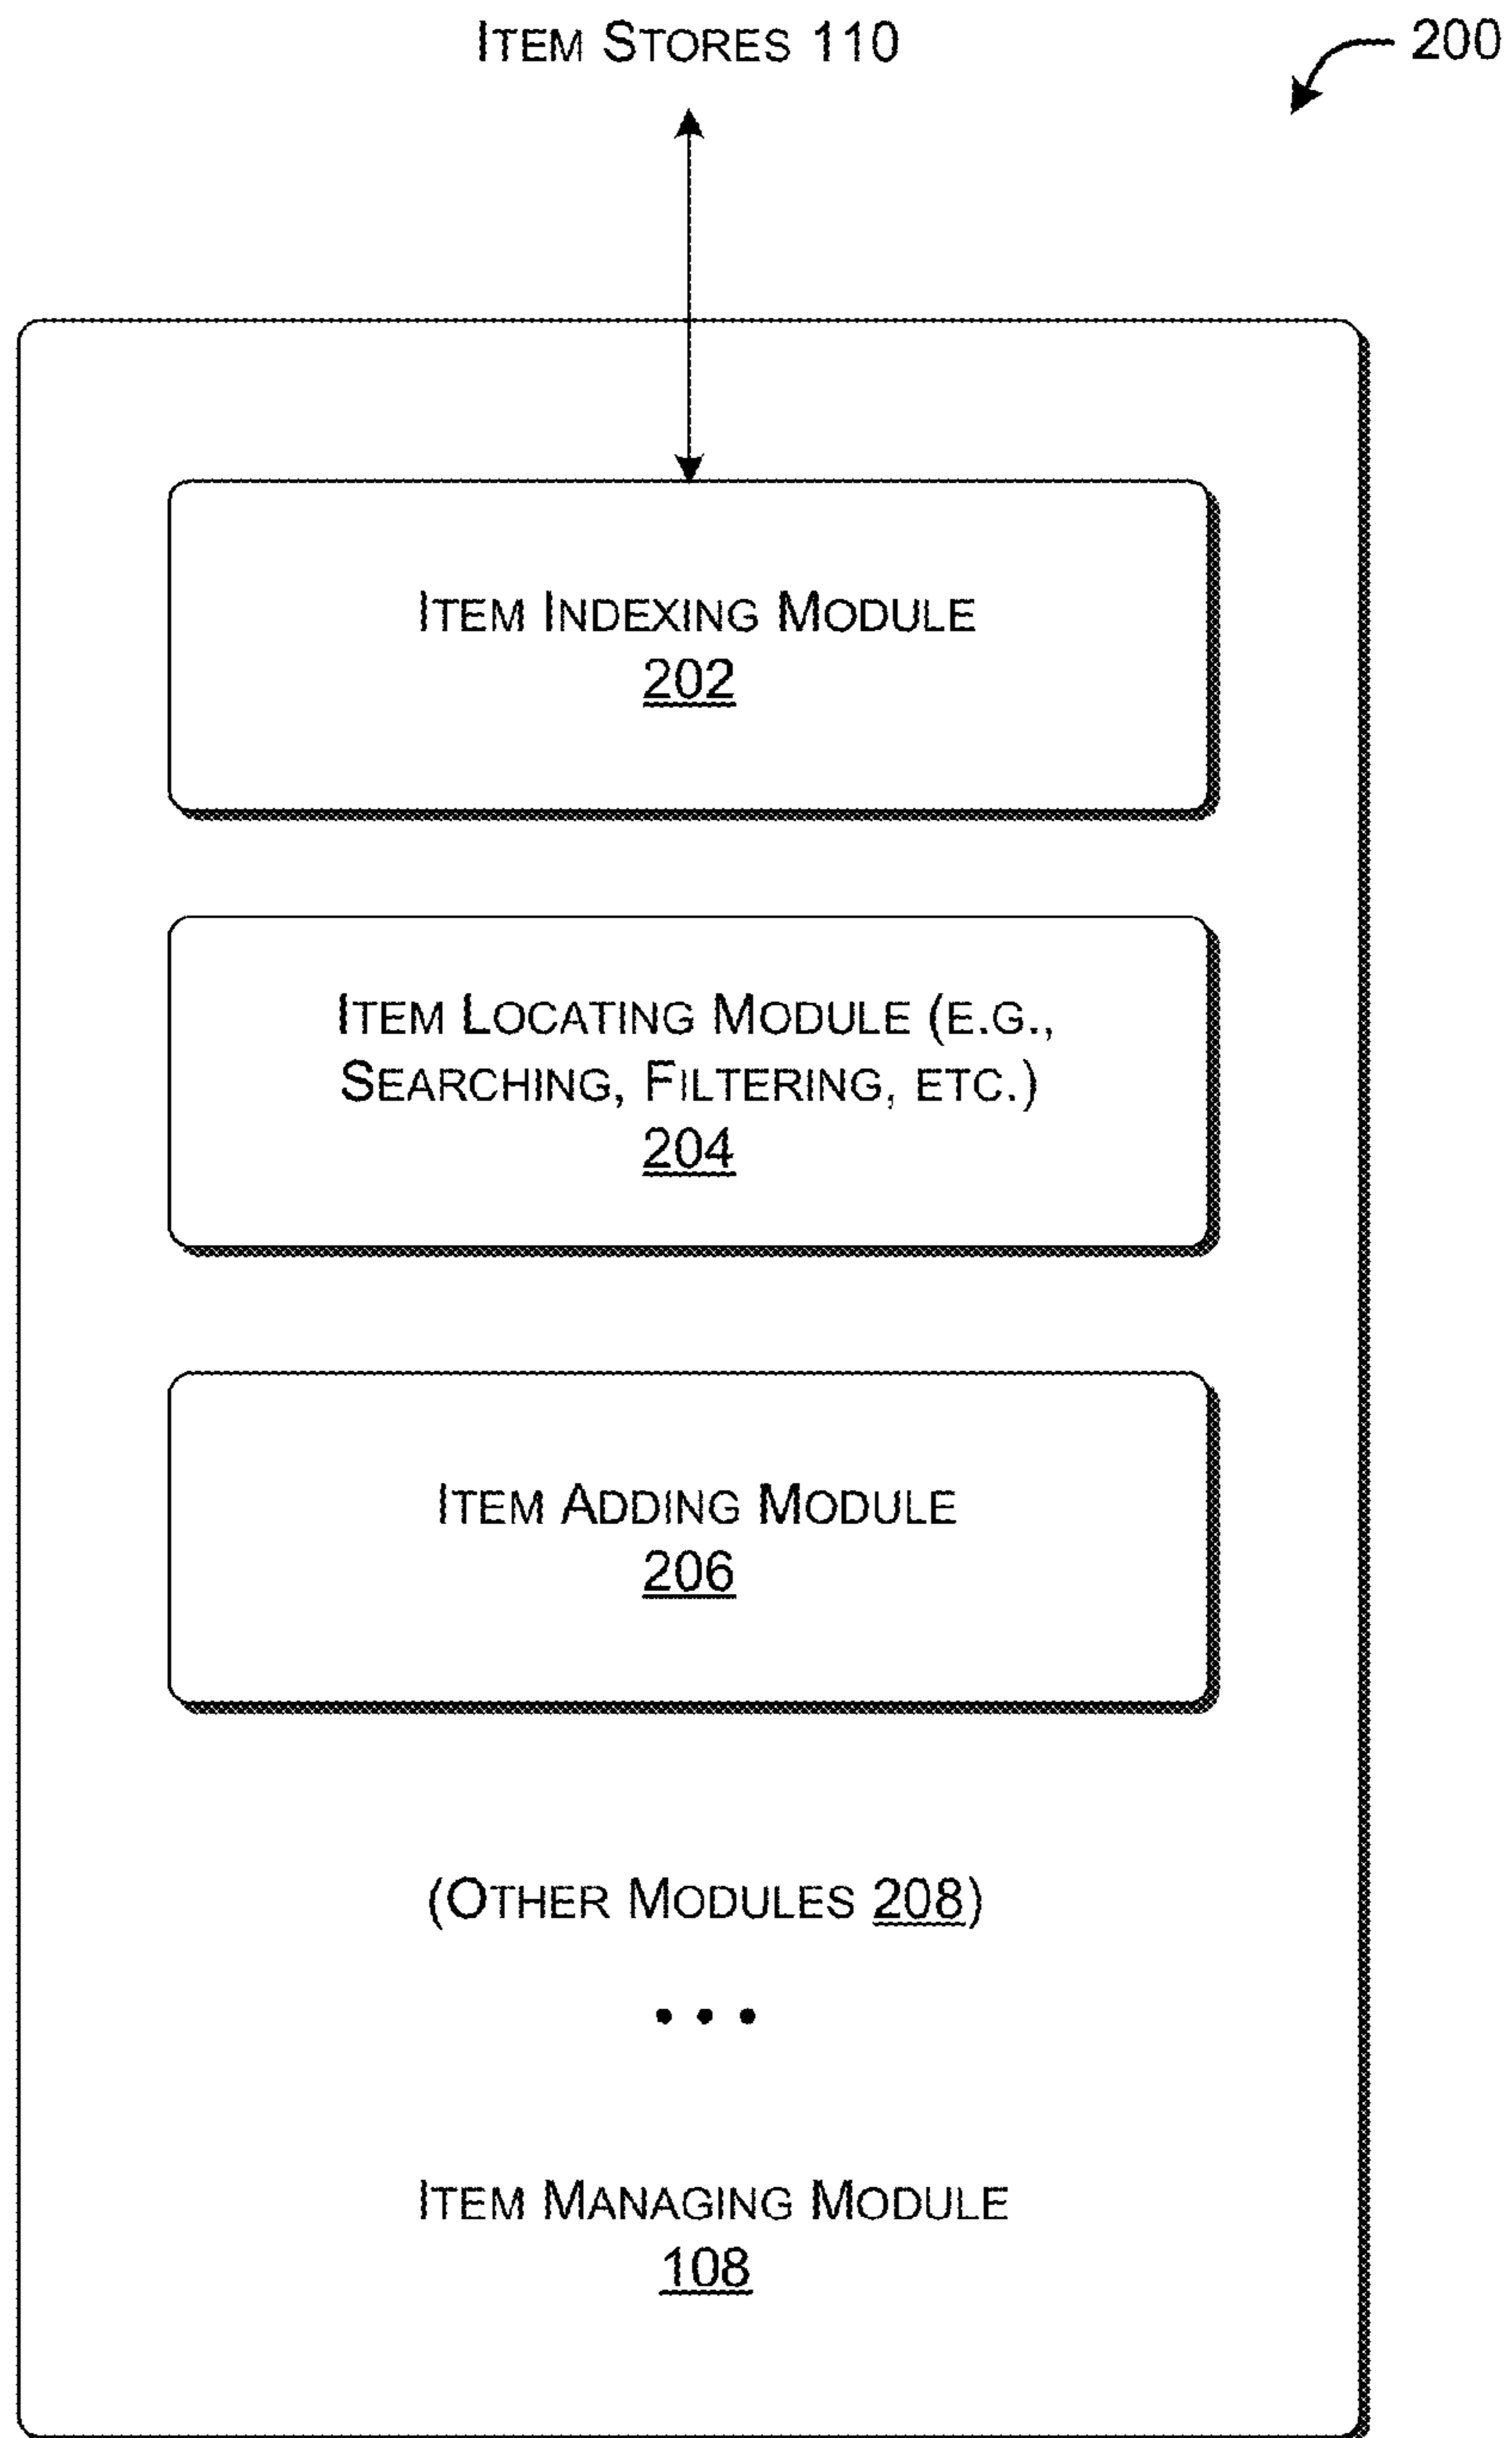 ITEM STORES 110
200
ITEM INDEXING MODULE
202
ITEM LOCATING MODULE (E.G.,
SEARCHING, FILTERING, ETC.)
204
ITEM ADDING MODULE
206
(OTHER MODULES 208)
• • •
ITEM MANAGING MODULE
108